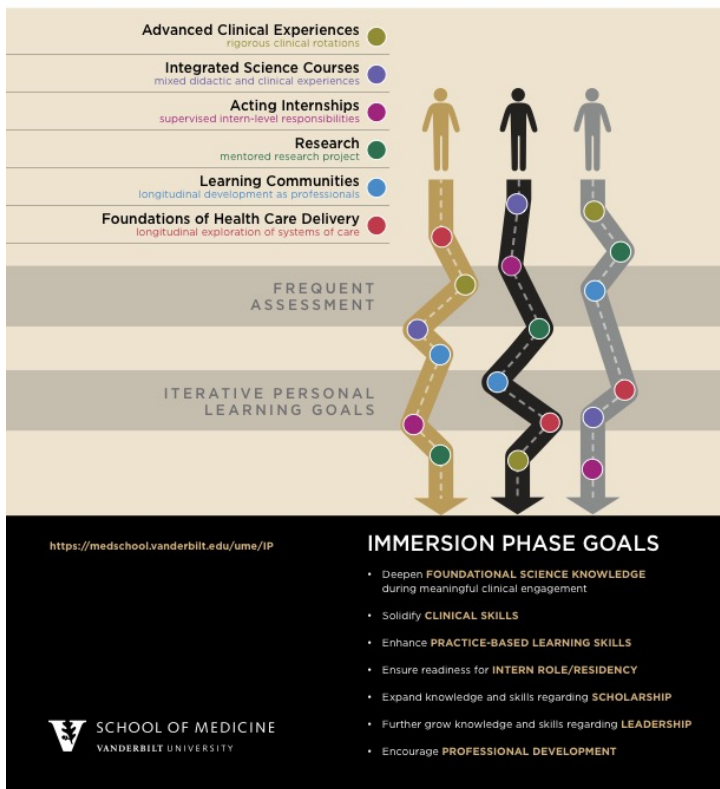 Advanced Clinical Experiences
rigorous clinical rotations
Integrated Science Courses
mixed didactic and clinical experiences
Acting Internships
supervised intern-level responsibilities
Research
mentored research project
Learning Communities
longitudinal development as professionals
Foundations of Health Care Delivery
longitudinal exploration of systems of care
FREQUENT
ASSESSMENT
ITERATIVE PERSONAL
LEARNING GOALS
https://medschool.vanderbilt.edu/ume/IP
IMMERSION PHASE GOALS
• Deepen FOUNDATIONAL SCIENCE KNOWLEDGE
during meaningful clinical engagement
• Solidify CLINICAL SKILLS
• Enhance PRACTICE-BASED LEARNING SKILLS
• Ensure readiness for INTERN ROLE/RESIDENCY
• Expand knowledge and skills regarding SCHOLARSHIP
• Further grow knowledge and skills regarding LEADERSHIP
• Encourage PROFESSIONAL DEVELOPMENT
V SCHOOL OF MEDICINE
VANDERBILT UNIVERSITY